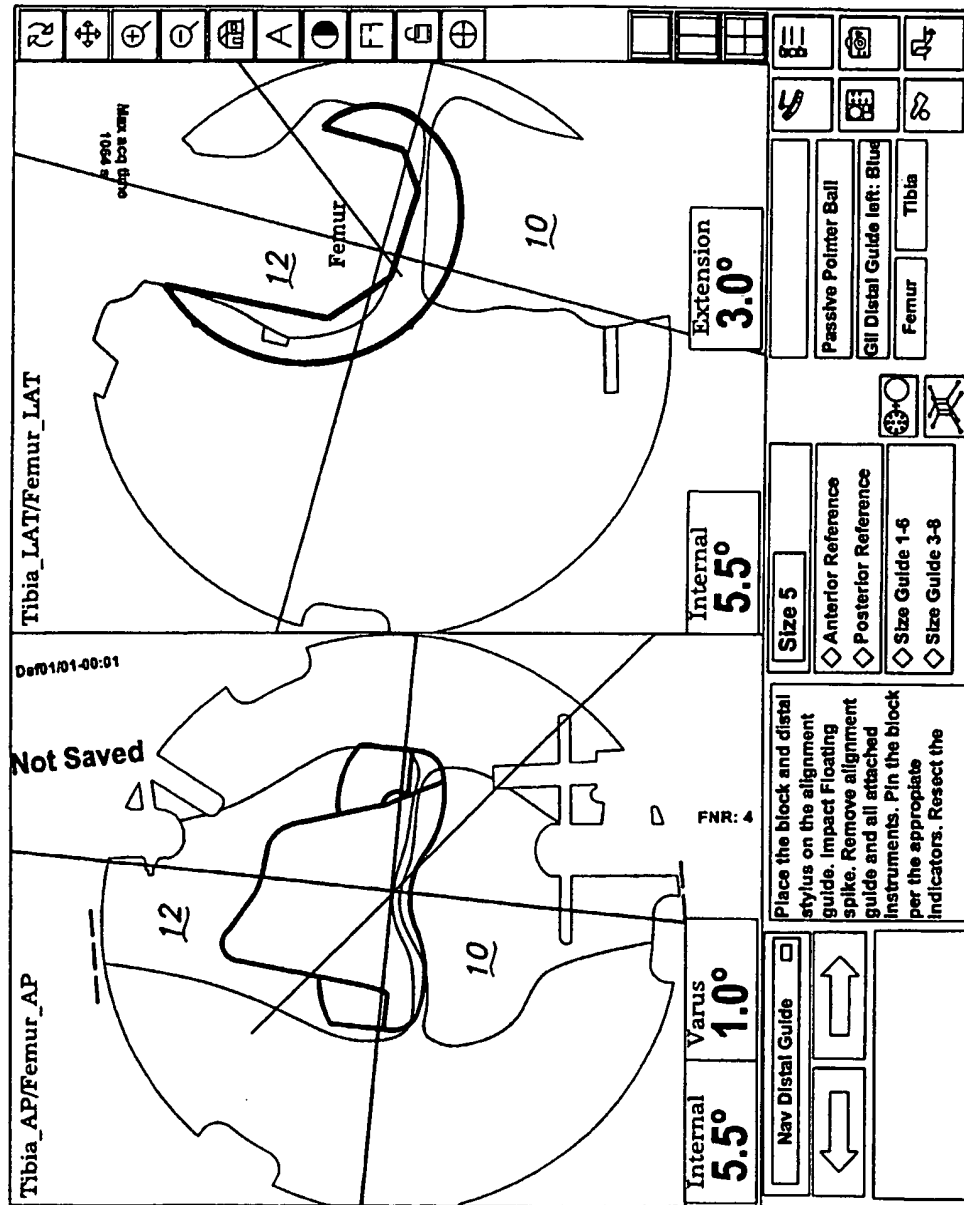 Tibia_AP/Femur_AP
Not Saved
Def01/01-00:01
12
10
FNR: 4
Internal
5.5°
Varus
1.0°
Tibia_LAT/Femur_LAT
Max acq time
1064 s
12
Femur
10
Internal
5.5°
Extension
3.0°
A
Nav Distal Guide
Place the block and distal
stylus on the alignment
guide. Impact Floating
spike. Remove alignment
guide and all attached
instruments. Pin the block
per the appropiate
indicators. Resect the
Size 5
Anterior Reference
Posterior Reference
Size Guide 1-6
Size Guide 3-8
Passive Pointer Ball
Gil Distal Guide left: Blue
Femur
Tibia